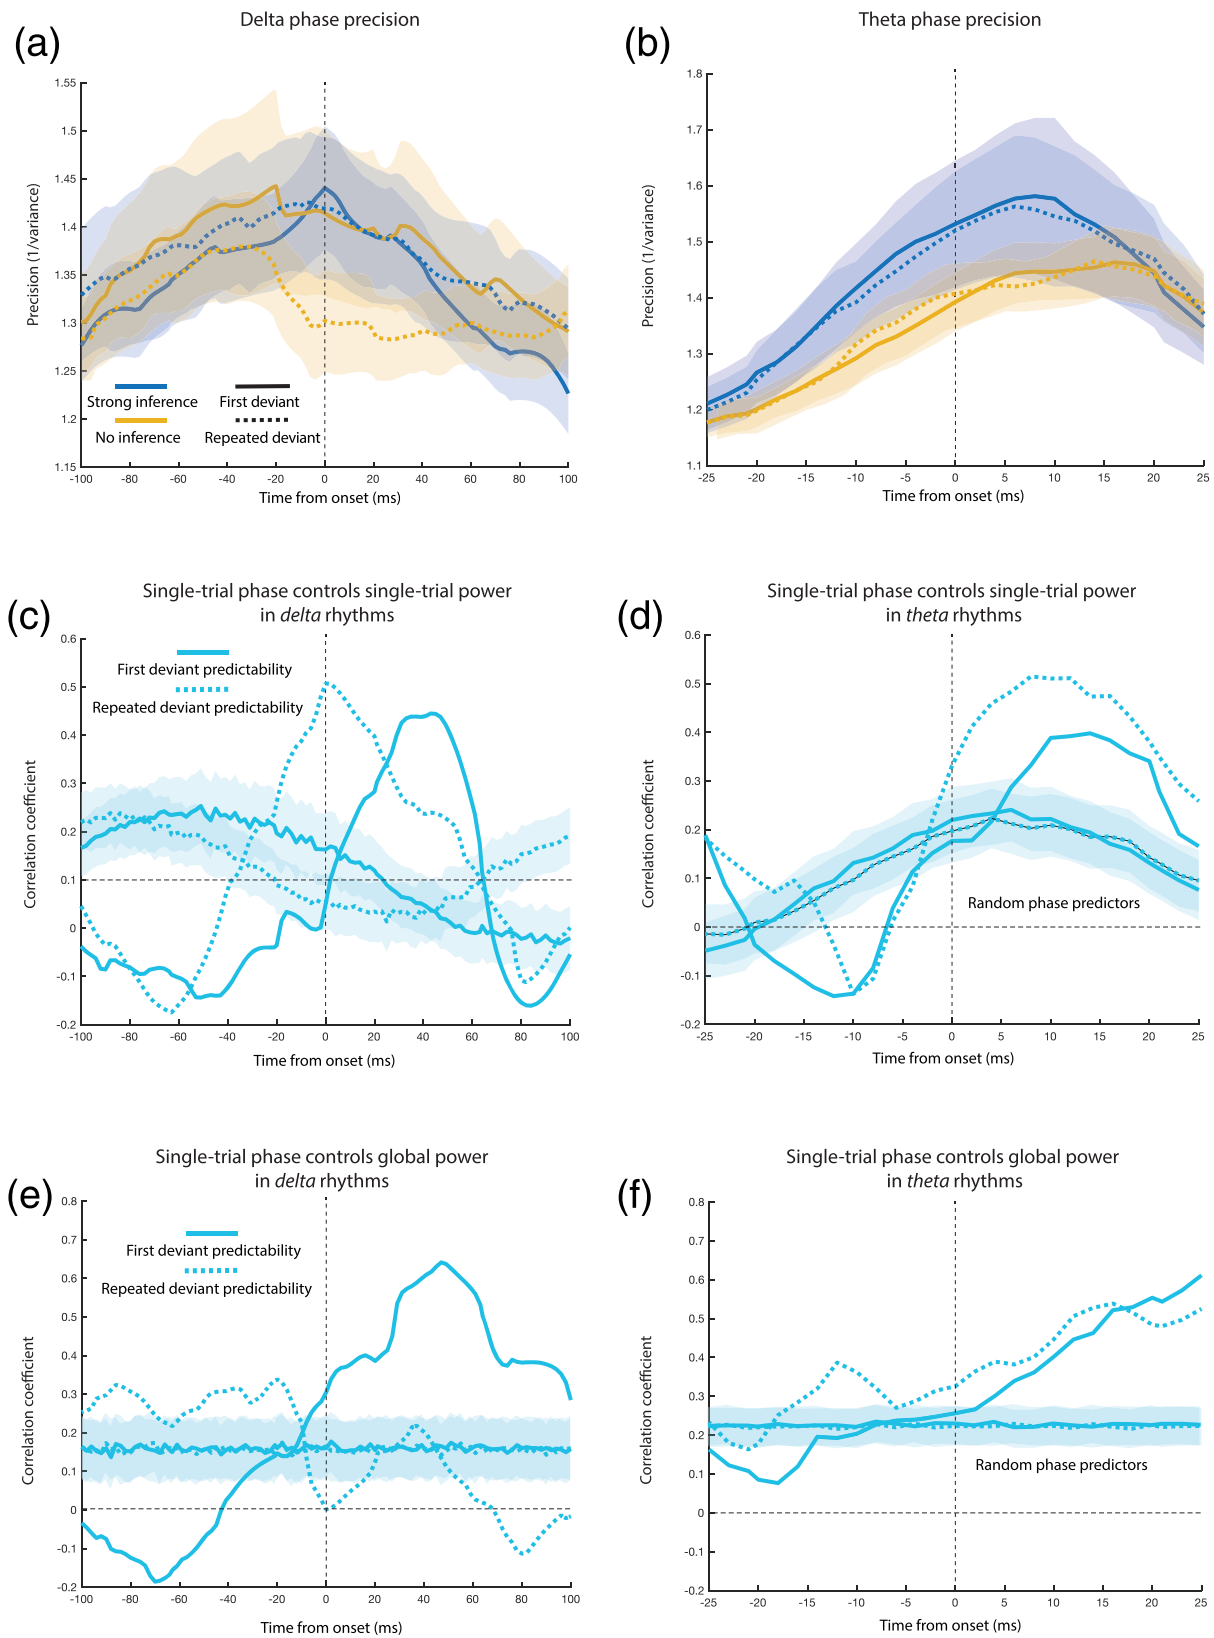 Delta phase precision
Theta phase precision
(a)
(b)
1.55
1.5
1.45
1.4
1.35
1.3
1.25
1.2
1.15
Precision (1/variance)
Strong inference
First deviant
No inference
Repeated deviant
-100 -80 -60 -40 -20 0 20 40 60 80 100
Time from onset (ms)
1.8
1.7
1.6
1.5
1.4
1.3
1.2
1.1
Precision (1/variance)
-25 -20 -15 -10 -5 0 5 10 15 20 25
Time from onset (ms)
Single-trial phase controls single-trial power
in delta rhythms
(c)
0.6
0.5
0.4
0.3
0.2
0.1
0
-0.1
-0.2
Correlation coefficient
First deviant predictability
Repeated deviant predictability
-100 -80 -60 -40 -20 0 20 40 60 80 100
Time from onset (ms)
Single-trial phase controls single-trial power
in theta rhythms
(d)
0.6
0.5
0.4
0.3
0.2
0.1
0
-0.1
-0.2
Correlation coefficient
Random phase predictors
-25 -20 -15 -10 -5 0 5 10 15 20 25
Time from onset (ms)
Single-trial phase controls global power
in delta rhythms
(e)
0.8
0.7
0.6
0.5
0.4
0.3
0.2
0.1
0
-0.1
-0.2
Correlation coefficient
First deviant predictability
Repeated deviant predictability
-100 -80 -60 -40 -20 0 20 40 60 80 100
Time from onset (ms)
Single-trial phase controls global power
in theta rhythms
(f)
0.8
0.7
0.6
0.5
0.4
0.3
0.2
0.1
0
-0.1
-0.2
Correlation coefficient
Random phase predictors
-25 -20 -15 -10 -5 0 5 10 15 20 25
Time from onset (ms)